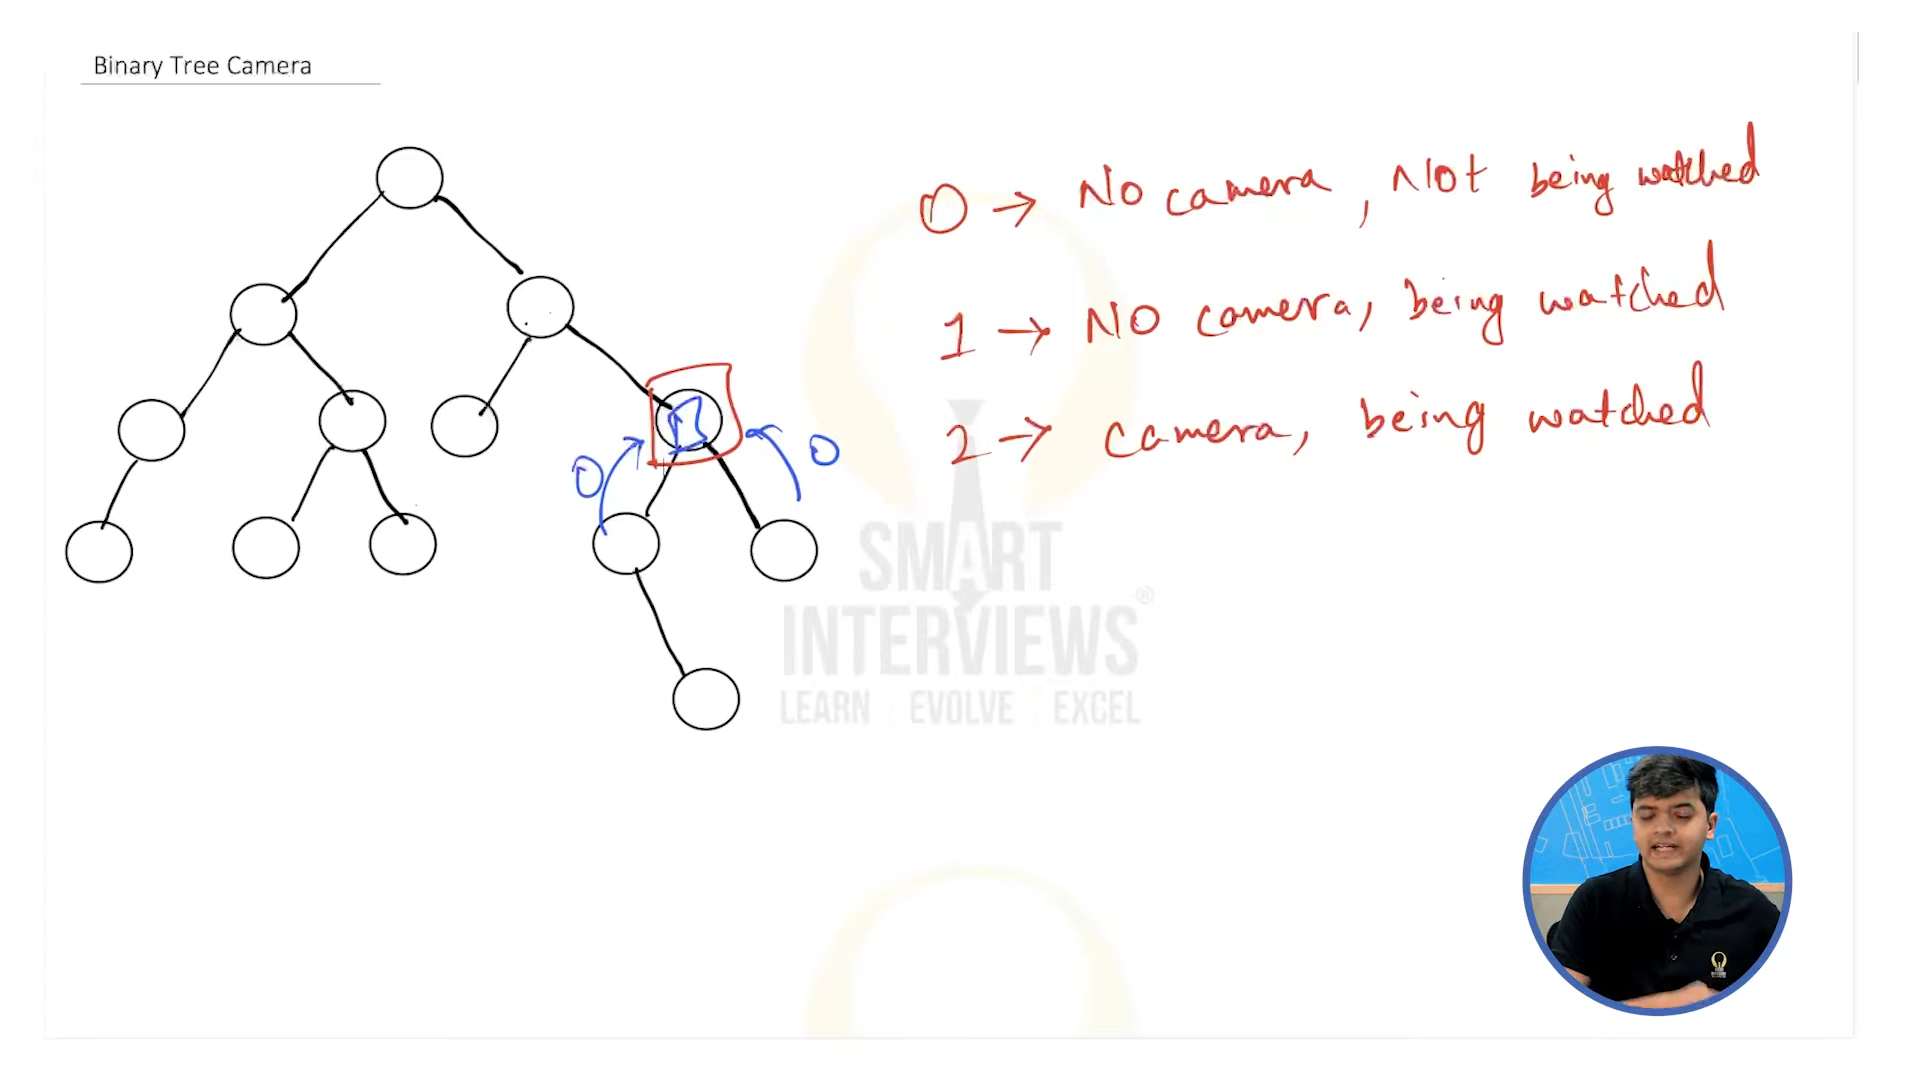 Binary Tree Camera
0 → No camera, Not being watched
1 → NO camera, being watched
2 → camera, being watched
0
0
SMART
INTERVIEWS®
LEARN / EVOLVE / EXCEL